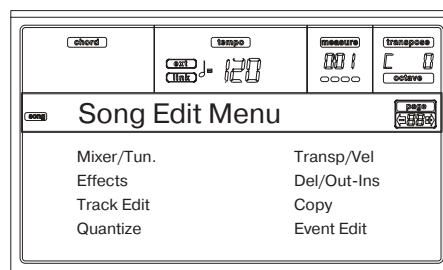 chord tempo measure transpose
ext
link ♩= 120 001 C 0
octave
song Song Edit Menu page
Mixer/Tun. Transp/Vel
Effects Del/Out-Ins
Track Edit Copy
Quantize Event Edit